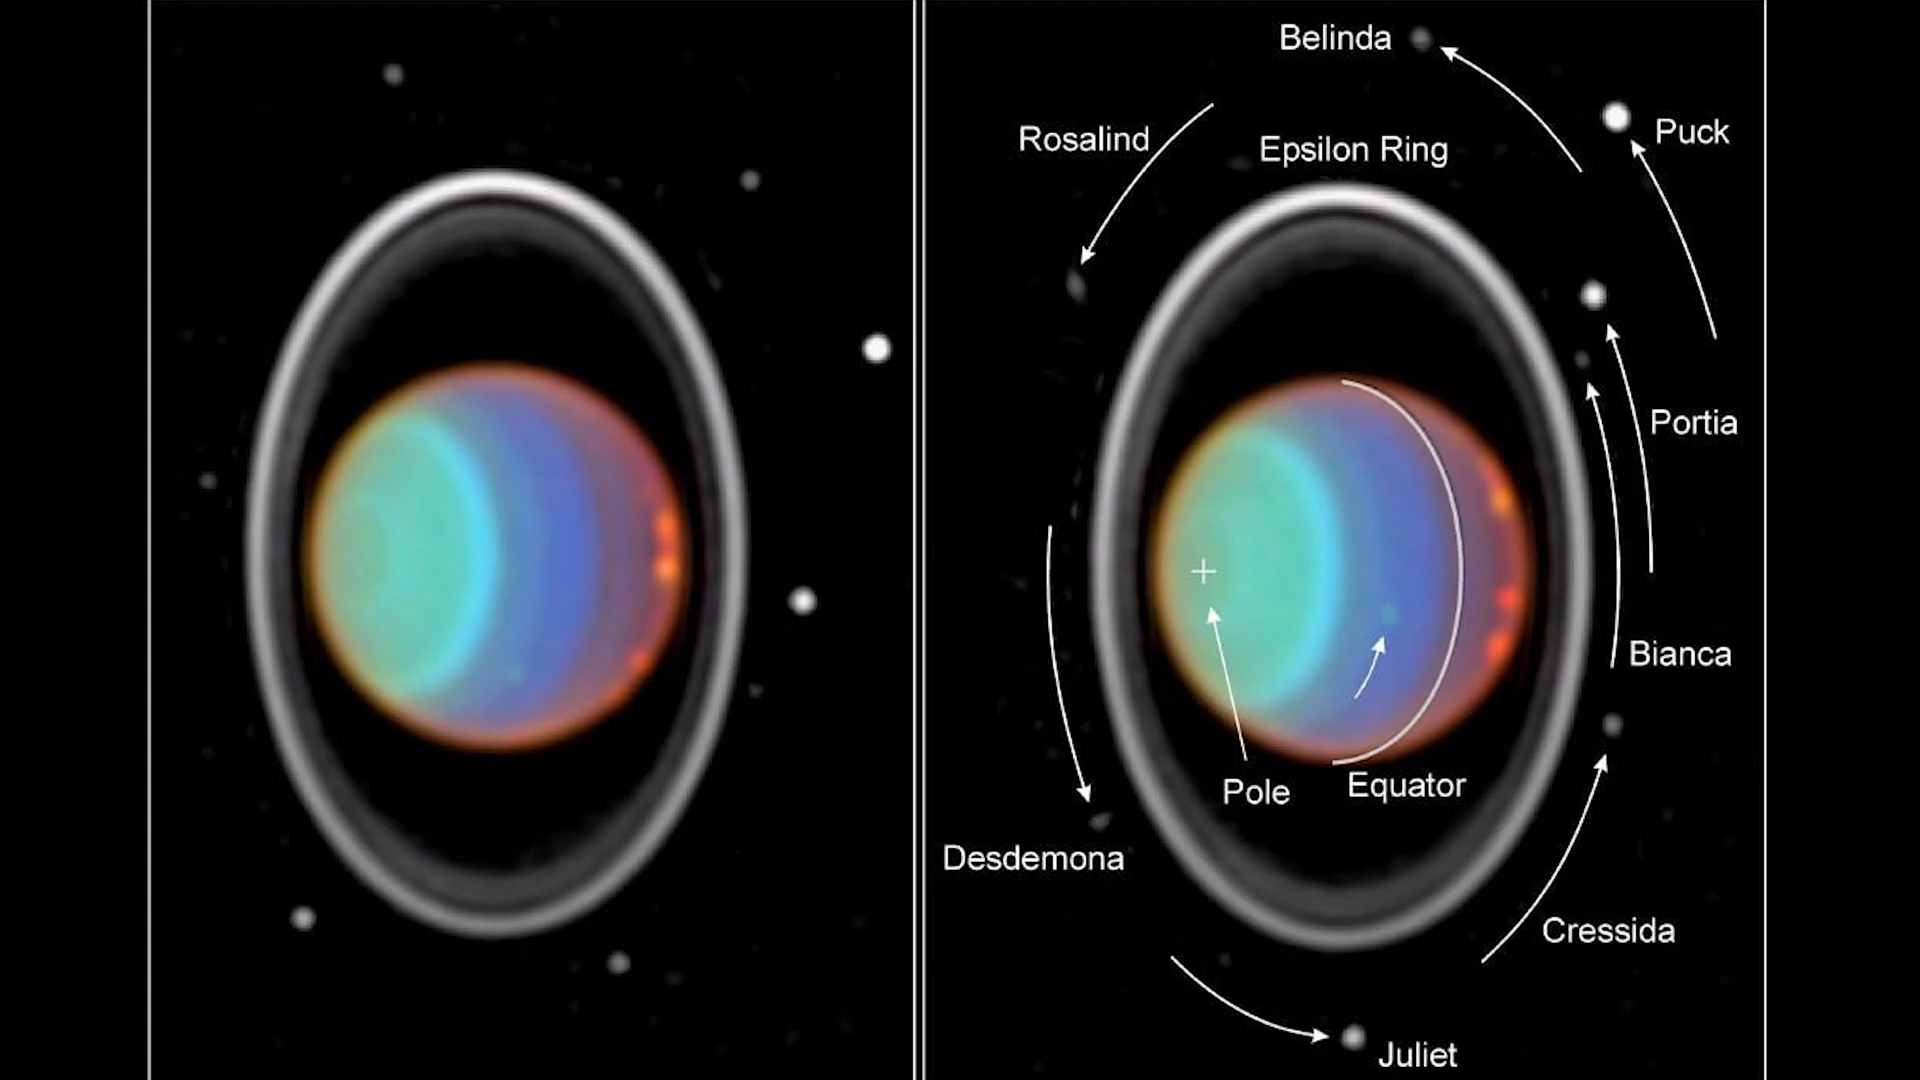 Belinda
Puck
Rosalind
Epsilon Ring
Portia
Bianca
Pole
Equator
Desdemona
Cressida
Juliet